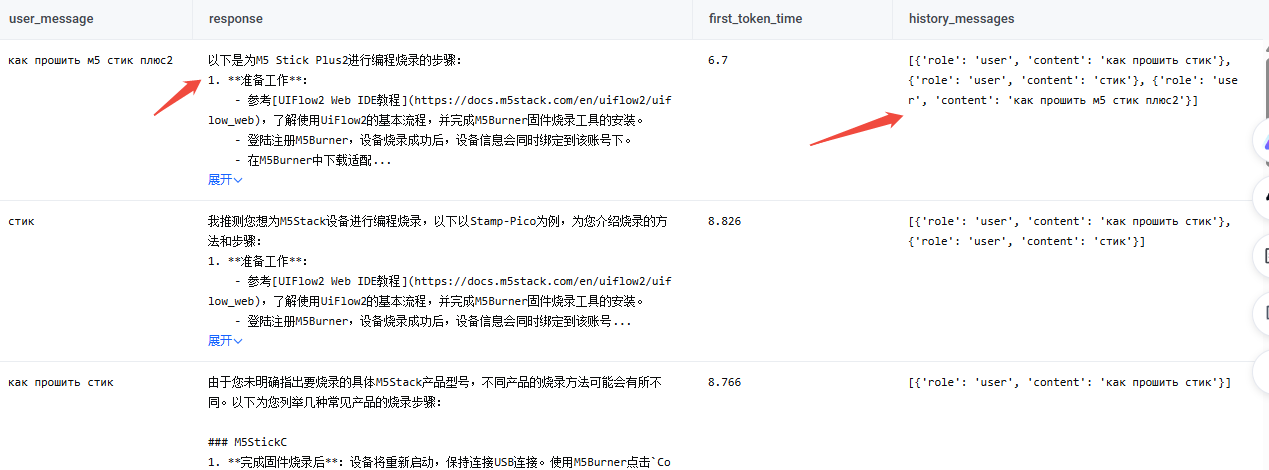 user_message response first_token_time history_messages
как прошить м5 стик плюс2
以下是为M5 Stick Plus2进行编程烧录的步骤:
1. **准备工作**:
- 参考[UIFlow2 Web IDE教程](https://docs.m5stack.com/en/uiflow2/uif
low_web)，了解使用UiFlow2的基本流程，并完成M5Burner固件烧录工具的安装。
- 登陆注册M5Burner，设备烧录成功后，设备信息会同时绑定到该账号下。
- 在M5Burner中下载适配...
展开
6.7
[{'role': 'user', 'content': 'как прошить стик'},
{'role': 'user', 'content': 'стик'}, {'role': 'use
r', 'content': 'как прошить м5 стик плюс2'}]
стик
我推测您想为M5Stack设备进行编程烧录，以下以Stamp-Pico为例，为您介绍烧录的方
法和步骤:
1. **准备工作**:
- 参考[UIFlow2 Web IDE教程](https://docs.m5stack.com/en/uiflow2/uif
low_web)，了解使用UiFlow2的基本流程，并完成M5Burner固件烧录工具的安装。
- 登陆注册M5Burner，设备烧录成功后，设备信息会同时绑定到该账号...
展开
8.826
[{'role': 'user', 'content': 'как прошить стик'},
{'role': 'user', 'content': 'стик'}]
как прошить стик
由于您未明确指出要烧录的具体M5Stack产品型号，不同产品的烧录方法可能会有所不
同。以下为您列举几种常见产品的烧录步骤:
### M5StickC
1. **完成固件烧录后**: 设备将重新启动，保持连接USB连接。使用M5Burner点击`Co
8.766
[{'role': 'user', 'content': 'как прошить стик'}]